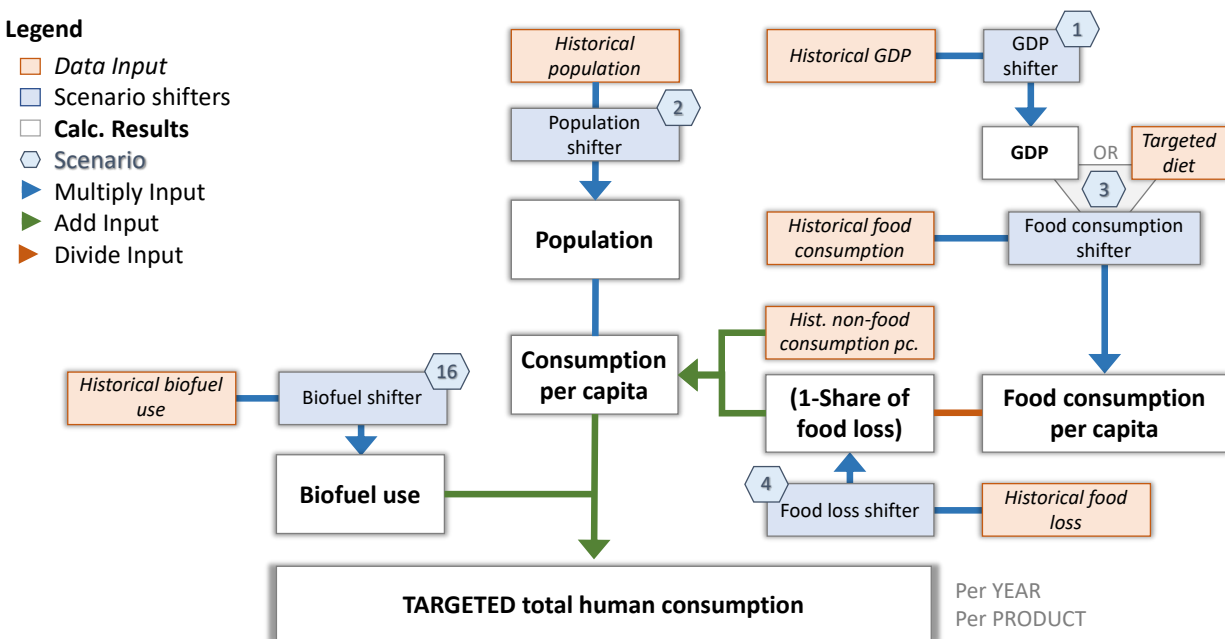 Legend
Data Input
Scenario shifters
Calc. Results
Scenario
Multiply Input
Add Input
Divide Input
Historical
population
2
Population
shifter
Population
Historical GDP
1
GDP
shifter
GDP
OR
Targeted
diet
3
Historical food
consumption
Food consumption
shifter
Hist. non-food
consumption pc.
Consumption
per capita
(1-Share of
food loss)
Food consumption
per capita
Historical biofuel
use
16
Biofuel shifter
Biofuel use
4
Food loss shifter
Historical food
loss
TARGETED total human consumption
Per YEAR
Per PRODUCT